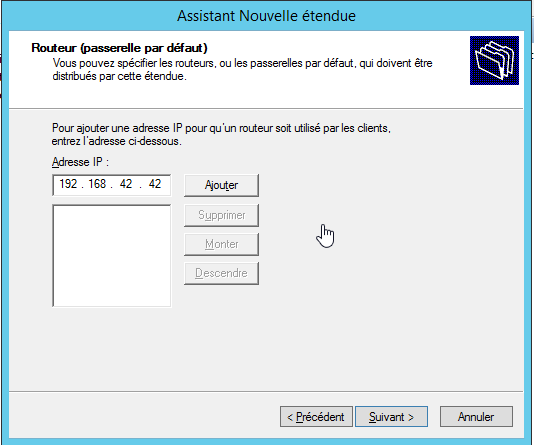 Assistant Nouvelle étendue
Routeur (passerelle par défaut)
Vous pouvez spécifier les routeurs, ou les passerelles par défaut, qui doivent être
distribués par cette étendue.
Pour ajouter une adresse IP pour qu'un routeur soit utilisé par les clients,
entrez l'adresse ci-dessous.
Adresse IP :
192 . 168 . 42 . 42
Ajouter
Supprimer
Monter
Descendre
< Précédent
Suivant >
Annuler